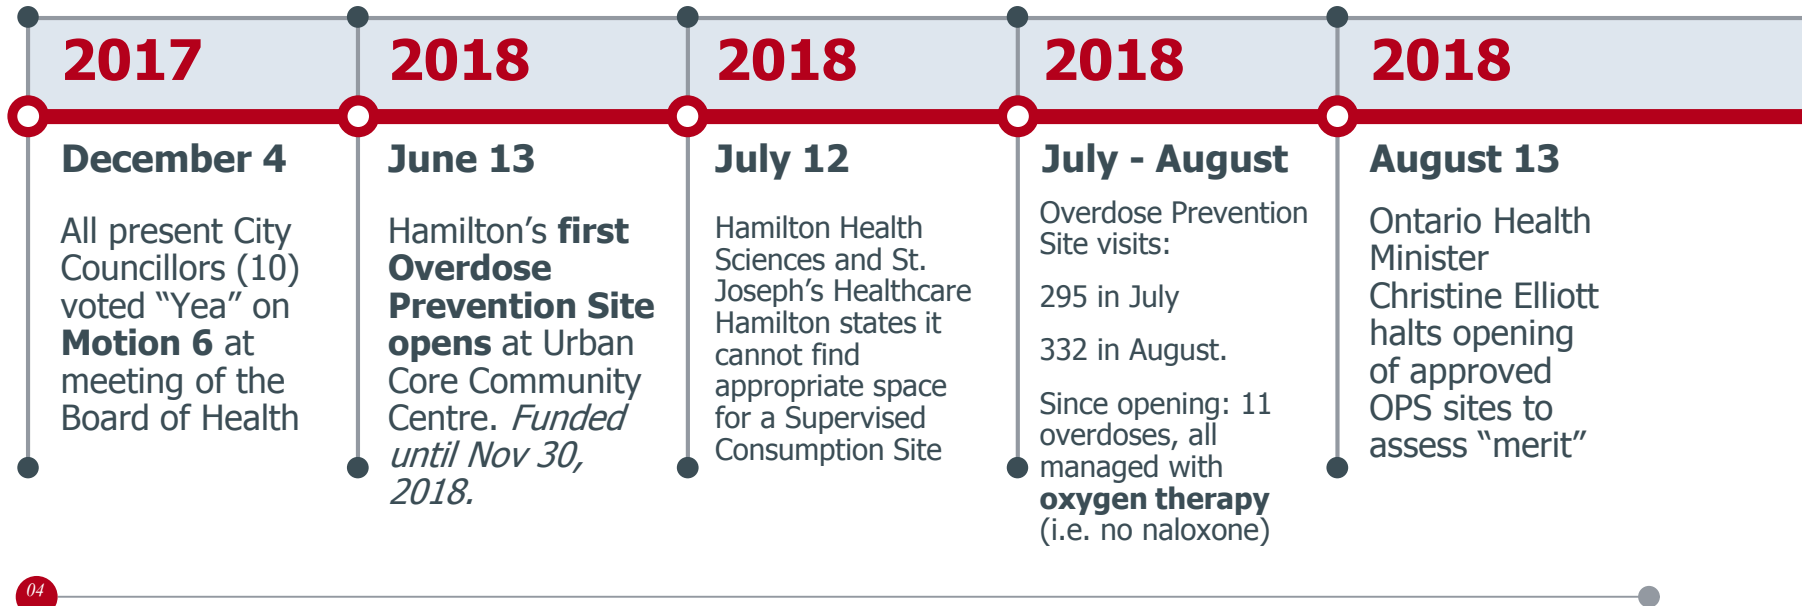 2017
December 4
All present City
Councillors (10)
voted “Yea” on
Motion 6 at
meeting of the
Board of Health
2018
June 13
Hamilton’s first
Overdose
Prevention Site
opens at Urban
Core Community
Centre. Funded
until Nov 30,
2018.
2018
July 12
Hamilton Health
Sciences and St.
Joseph’s Healthcare
Hamilton states it
cannot find
appropriate space
for a Supervised
Consumption Site
2018
July - August
Overdose Prevention
Site visits:
295 in July
332 in August.
Since opening: 11
overdoses, all
managed with
oxygen therapy
(i.e. no naloxone)
2018
August 13
Ontario Health
Minister
Christine Elliott
halts opening
of approved
OPS sites to
assess “merit”
04